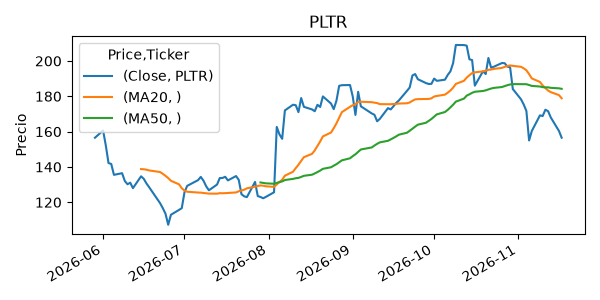 PLTR
Price,Ticker
(Close, PLTR)
(MA20, )
(MA50, )
Precio
200
180
160
140
120
2026-06
2026-07
2026-08
2026-09
2026-10
2026-11